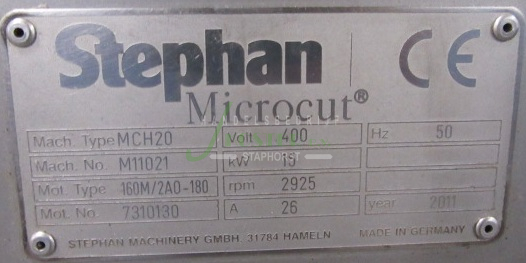 Stephan
CE
Microcut®
Mach. Type MCH20 Volt 400 Hz 50
Mach. No. M11021 kW 15
Mot. Type 160M/2A0-180 rpm 2925
Mot. No. 7310130 A 26 year 2011
STEPHAN MACHINERY GMBH. 31784 HAMELN MADE IN GERMANY
STAPHORST